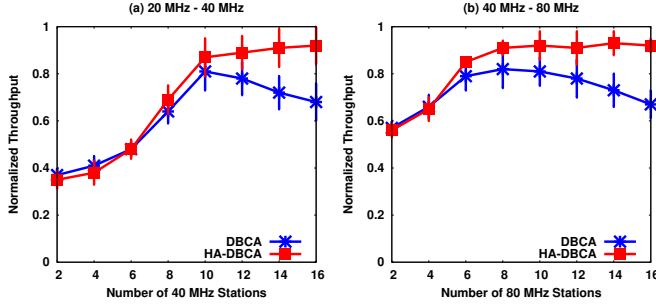 (a) 20 MHz - 40 MHz
Normalized Throughput
1
0.8
0.6
0.4
0.2
0
2 4 6 8 10 12 14 16
Number of 40 MHz Stations
DBCA
HA-DBCA
(b) 40 MHz - 80 MHz
Normalized Throughput
1
0.8
0.6
0.4
0.2
0
2 4 6 8 10 12 14 16
Number of 80 MHz Stations
DBCA
HA-DBCA